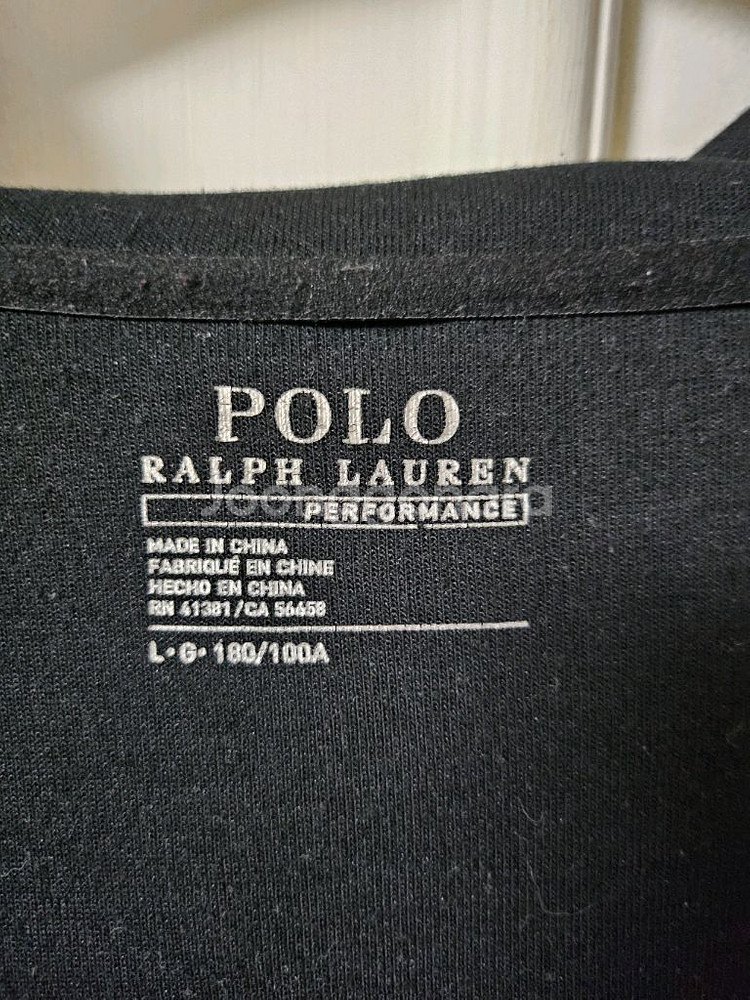 POLO
RALPH LAUREN
PERFORMANCE
MADE IN CHINA
FABRIQUÉ EN CHINE
HECHO EN CHINA
RN 41381/CA 56658
L•G• 180/100A